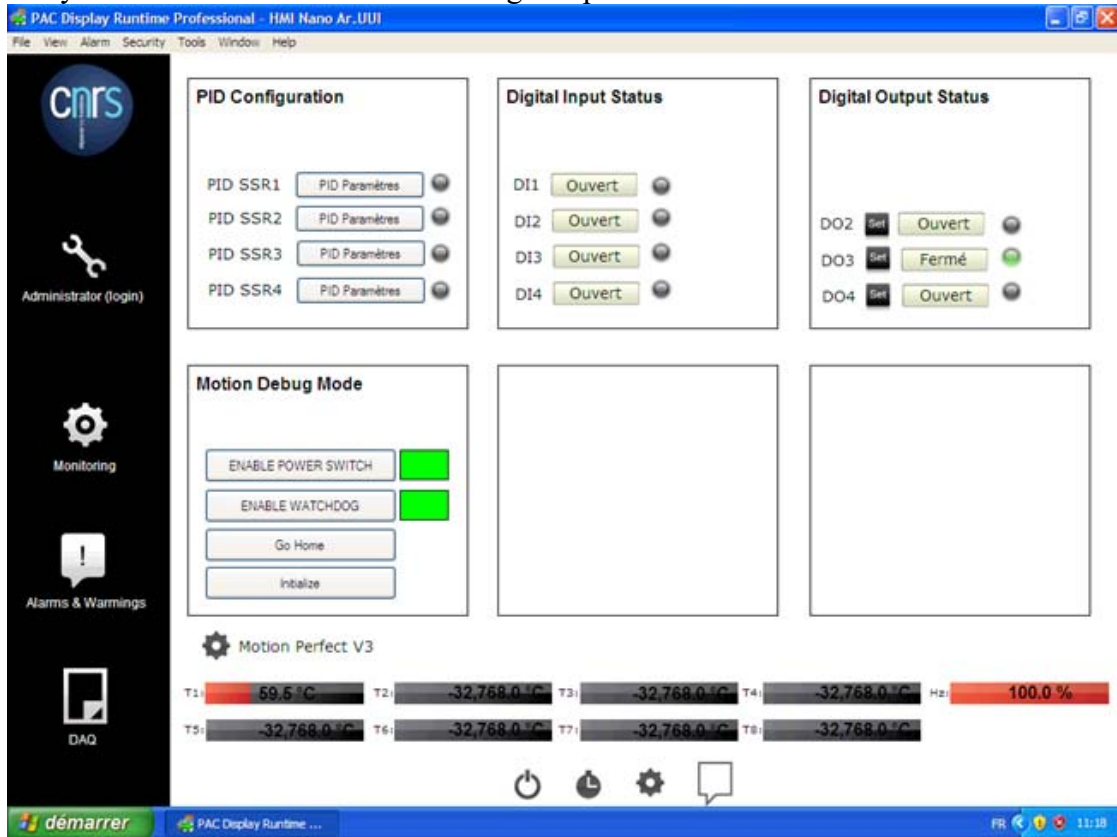 PAC Display Runtime Professional - HMI Nano Ar.UUI
File View Alarm Security Tools Window Help
cnrs
Administrator (login)
Monitoring
!
Alarms & Warnings
DAQ
PID Configuration
PID SSR1 PID Paramètres
PID SSR2 PID Paramètres
PID SSR3 PID Paramètres
PID SSR4 PID Paramètres
Digital Input Status
DI1 Ouvert
DI2 Ouvert
DI3 Ouvert
DI4 Ouvert
Digital Output Status
DO2 Set Ouvert
DO3 Set Fermé
DO4 Set Ouvert
Motion Debug Mode
ENABLE POWER SWITCH
ENABLE WATCHDOG
Go Home
Initialize
Motion Perfect V3
T1: 59.5 °C T2: -32,768.0 °C T3: -32,768.0 °C T4: -32,768.0 °C Hz: 100.0 %
T5: -32,768.0 °C T6: -32,768.0 °C T7: -32,768.0 °C T8: -32,768.0 °C
démarrer PAC Display Runtime ... FR 11:18